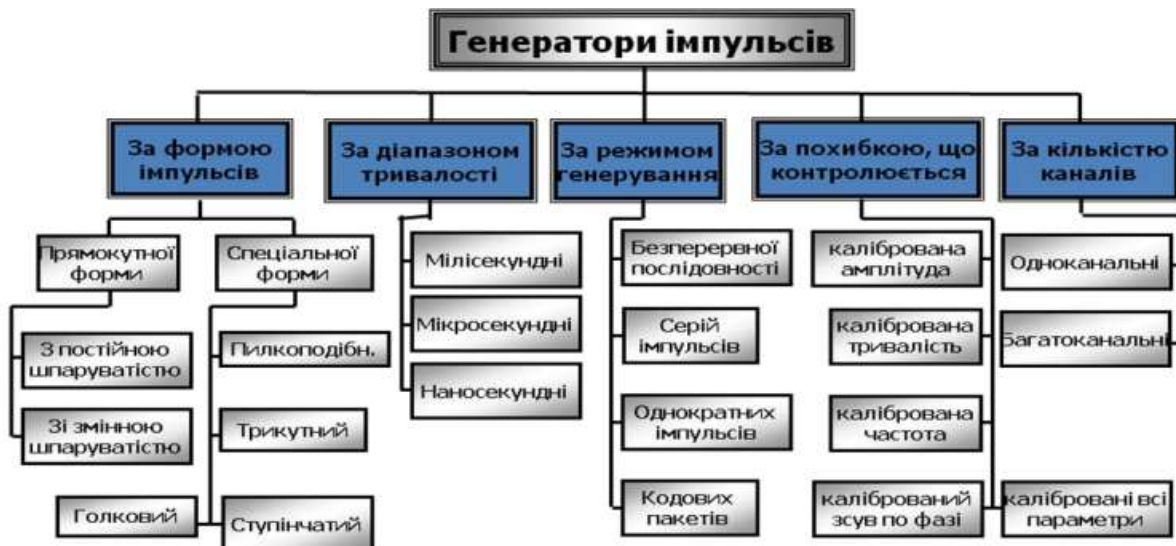 Генератори імпульсів
За формою
імпульсів
За діапазоном
тривалості
За режимом
генерування
За похибкою, що
контролюється
За кількістю
каналів
Прямокутної
форми
Спеціальної
форми
З постійною
шпаруватістю
Зі змінною
шпаруватістю
Пилкоподібн.
Трикутний
Голковий
Ступінчатий
Мілісекундні
Мікросекундні
Наносекундні
Безперервної
послідовності
Серій
імпульсів
Однократних
імпульсів
Кодових
пакетів
калібрована
амплітуда
калібрована
тривалість
калібрована
частота
калібрований
зсув по фазі
калібровані всі
параметри
Одноканальні
Багатоканальні